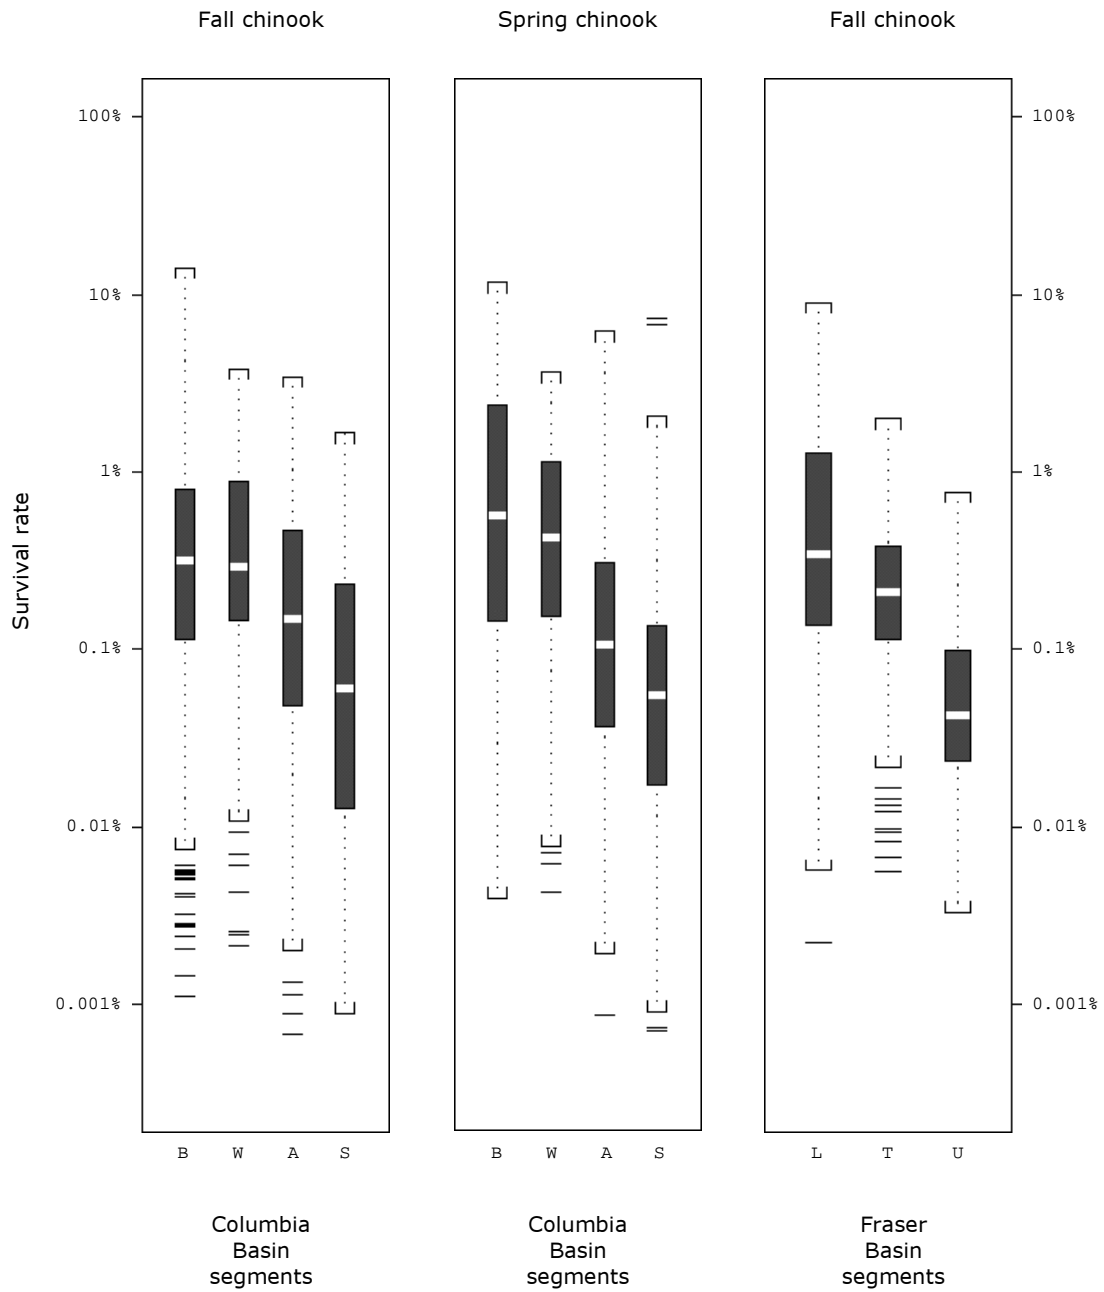 Fall chinook
Spring chinook
Fall chinook
100%
10%
1%
0.1%
0.01%
0.001%
Survival rate
100%
10%
1%
0.1%
0.01%
0.001%
B W A S
B W A S
L T U
Columbia
Basin
segments
Columbia
Basin
segments
Fraser
Basin
segments